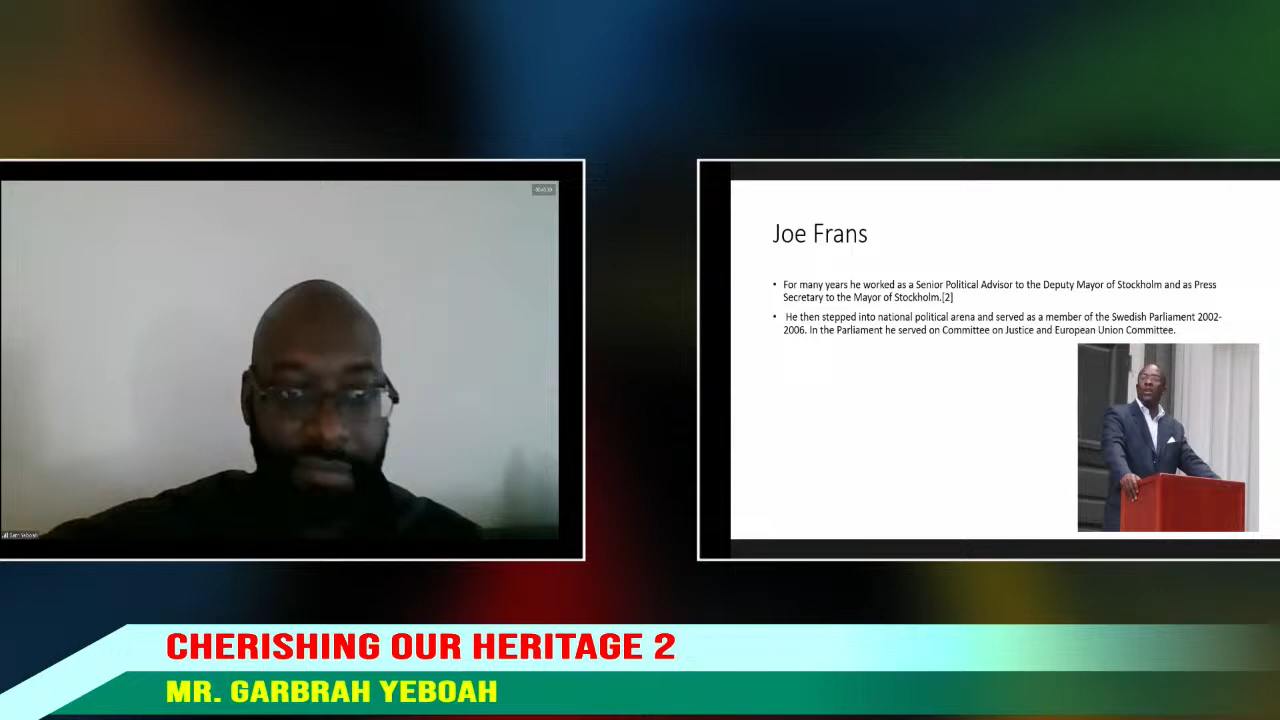 Joe Frans
• For many years he worked as a Senior Political Advisor to the Deputy Mayor of Stockholm and as Press
Secretary to the Mayor of Stockholm.[2]
• He then stepped into national political arena and served as a member of the Swedish Parliament 2002-
2006. In the Parliament he served on Committee on Justice and European Union Committee.
Yeboah
CHERISHING OUR HERITAGE 2
MR. GARBRAH YEBOAH